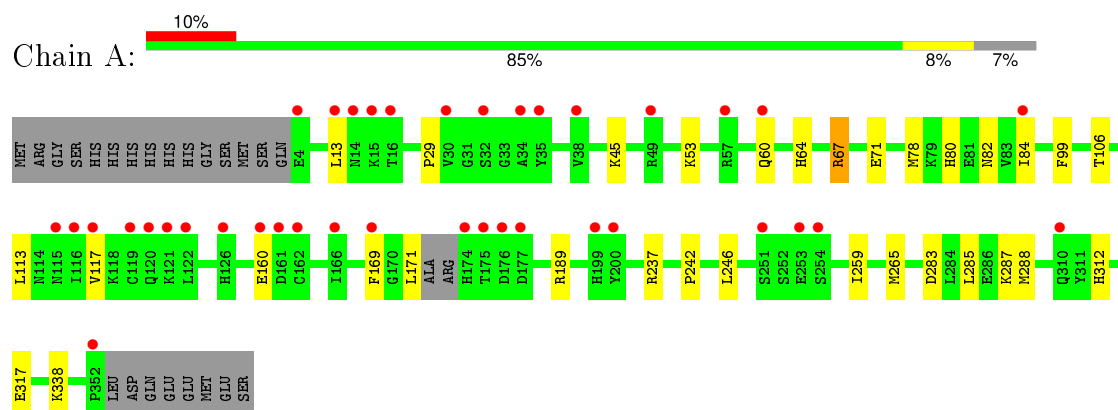 10%
Chain A:
85% 8% 7%
MET ARG GLY SER HIS HIS HIS HIS HIS HIS GLY SER MET SER GLN E4 L13 N14 K15 T16 P29 V30 G31 S32 G33 A34 Y35 V38 K45 R49 K53 R57 Q60 H64 R67 E71 M78 K79 H80 E81 N82 V83 I84 F99 T106
L113 N114 N115 I116 V117 K118 C119 Q120 K121 L122 H126 E160 D161 C162 I166 F169 G170 L171 ALA ARG H174 T175 D176 D177 R189 H199 Y200 R237 P242 L246 S251 S252 E253 S254 I259 M265 D283 L284 L285 E286 K287 M288 Q310 Y311 H312
E317 K338 P352 LEU ASP GLN GLU GLU MET GLU SER